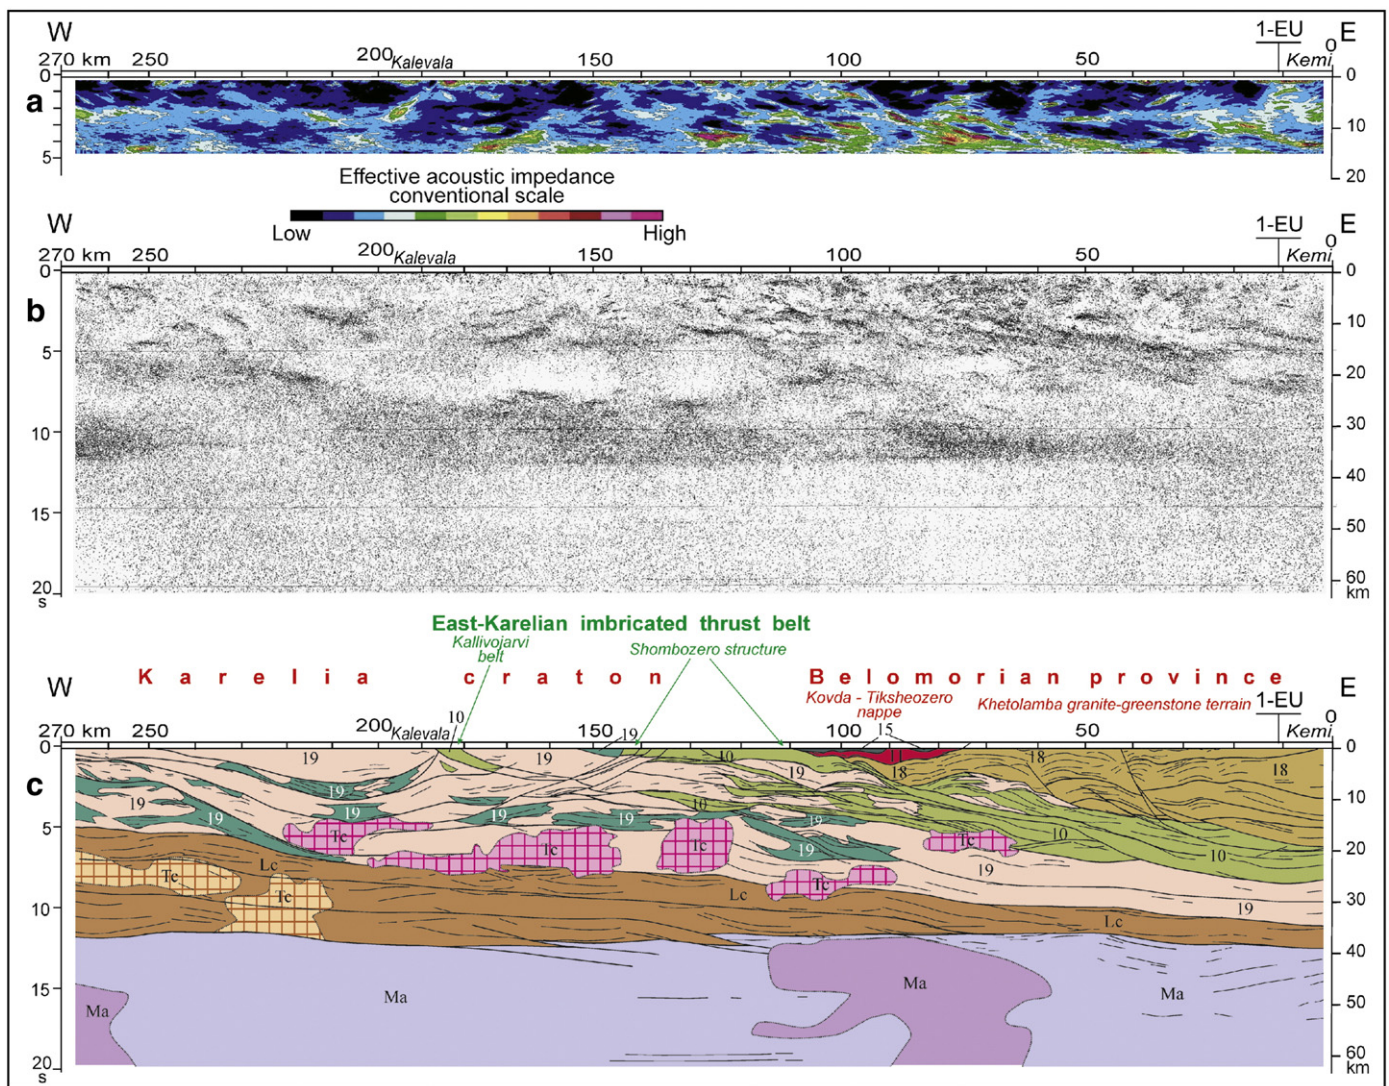 W 1-EU E
270 km 250 200 Kalevala 150 100 50 0 Kemi
0 0
a
10
5
20
Effective acoustic impedance
conventional scale
Low High
W 1-EU E
270 km 250 200 Kalevala 150 100 50 0 Kemi
0 0
b
10
5
20
30
10
40
15
50
20 60
s km
East-Karelian imbricated thrust belt
Kallivojarvi
belt
Shombozero structure
Karelia craton Belomorian province
Kovda - Tiksheozero
nappe
Khetolamba granite-greenstone terrain
W 1-EU E
270 km 250 200 Kalevala 10 150 19 100 15 50 0 Kemi
0 19 19 10 19 18 18 18 0
c
19 19 19 19 10 19 10
5 Tc Tc Tc 19 Tc 10 10
20
Lc 19
Tc Tc Lc Tc 19 Lc
10 30
40
Ma Ma Ma Ma
15
50
20 60
s km